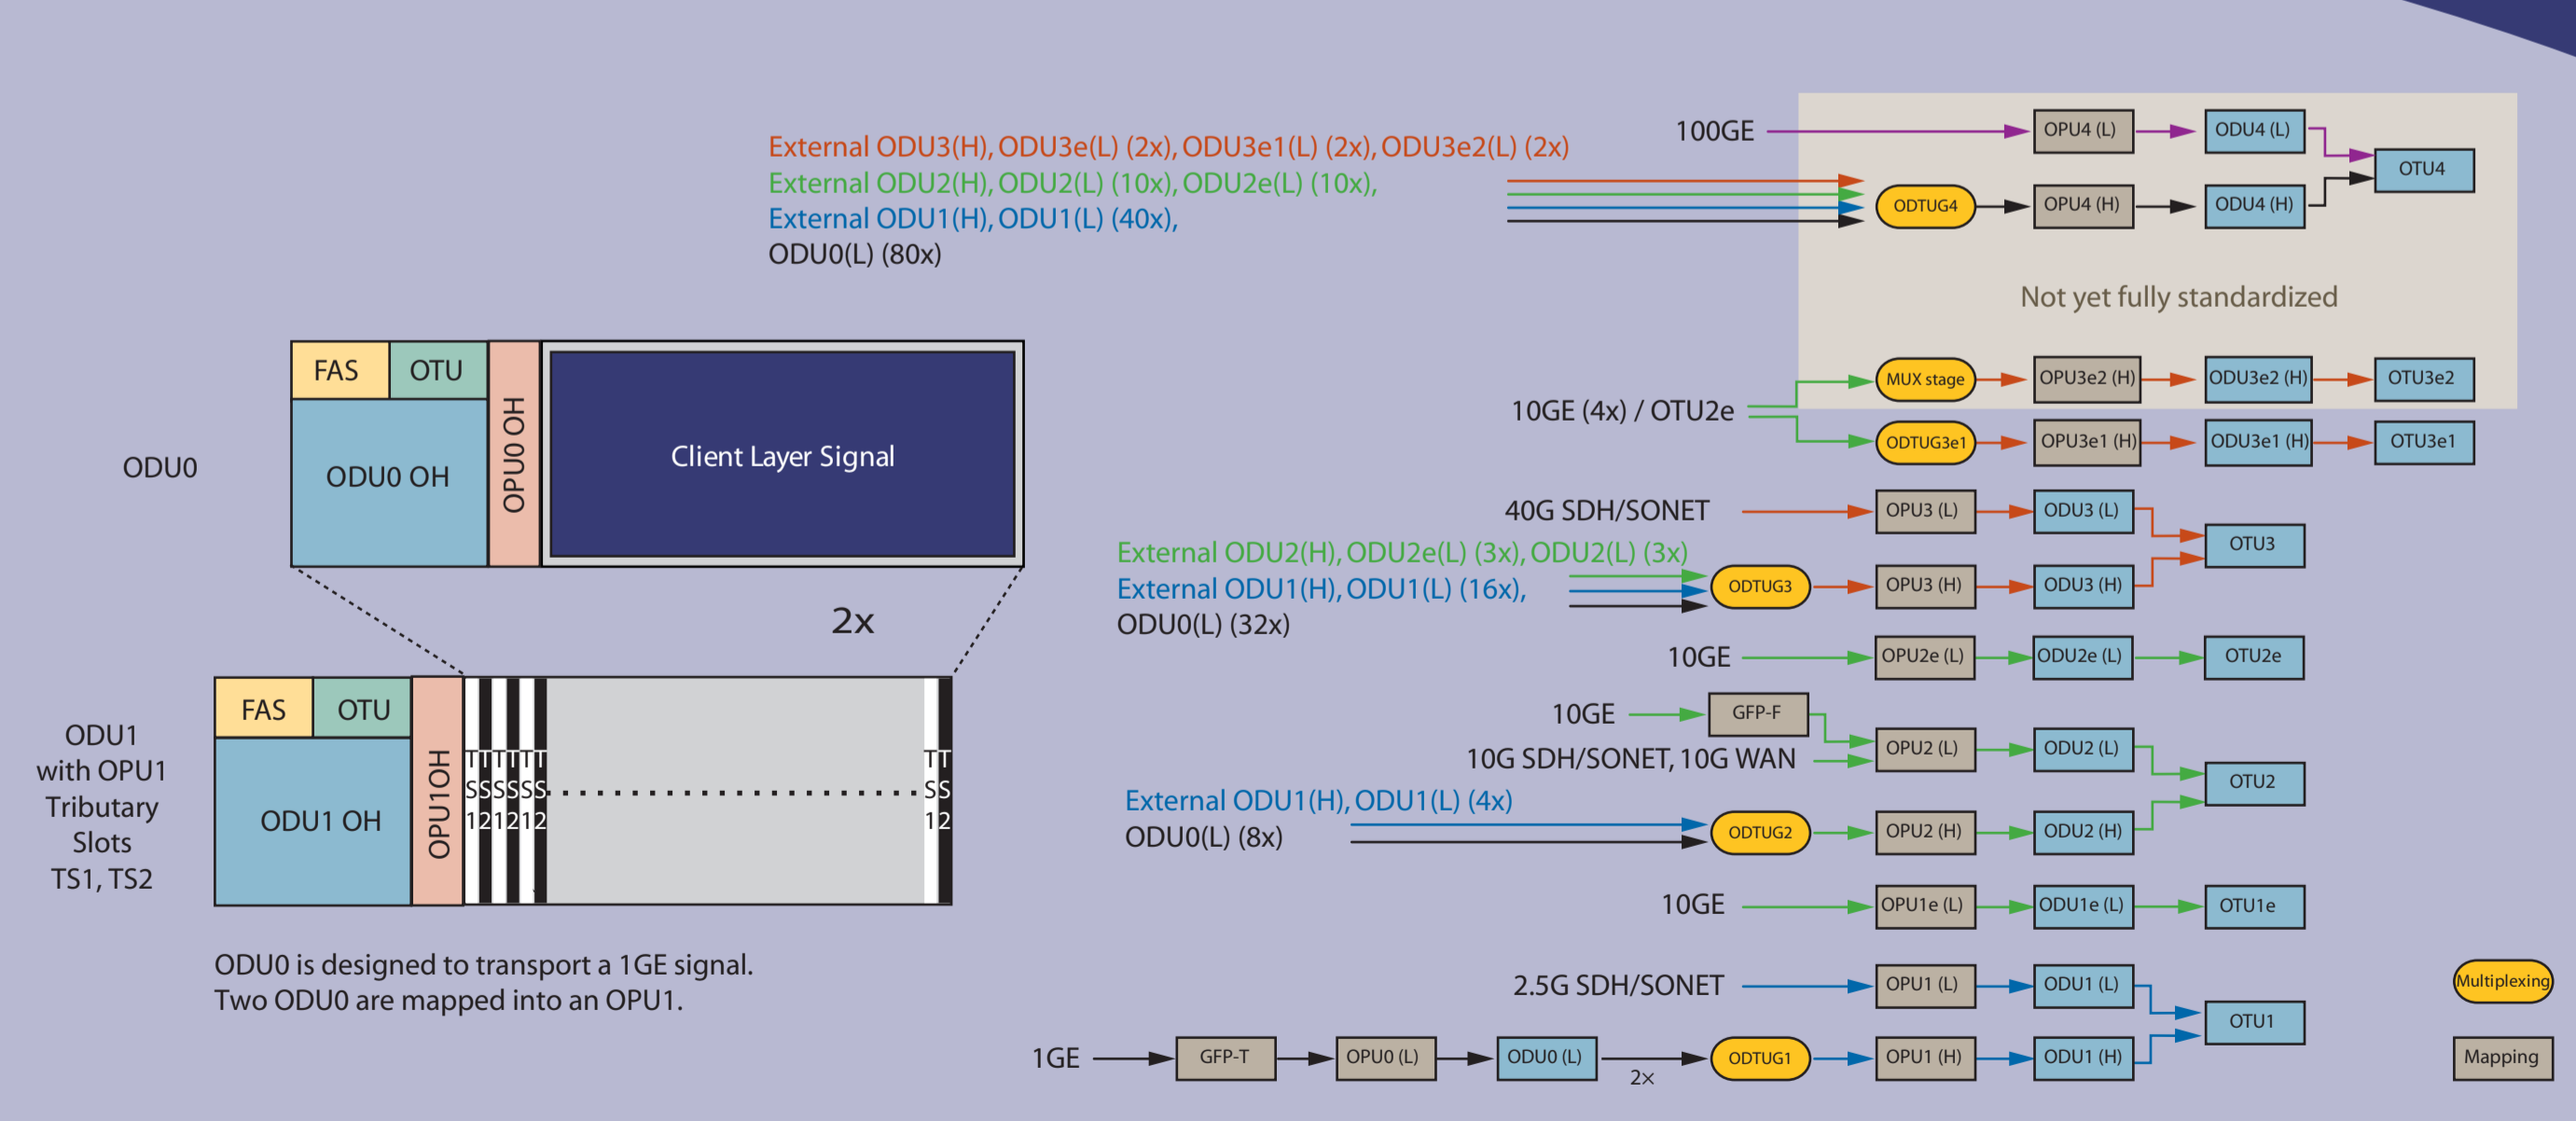 100GE
OPU4 (L)
ODU4 (L)
OTU4
External ODU3(H), ODU3e(L) (2x), ODU3e1(L) (2x), ODU3e2(L) (2x)
External ODU2(H), ODU2(L) (10x), ODU2e(L) (10x),
External ODU1(H), ODU1(L) (40x),
ODU0(L) (80x)
ODTUG4
OPU4 (H)
ODU4 (H)
Not yet fully standardized
10GE (4x) / OTU2e
MUX stage
OPU3e2 (H)
ODU3e2 (H)
OTU3e2
ODTUG3e1
OPU3e1 (H)
ODU3e1 (H)
OTU3e1
FAS
OTU
OPU0 OH
ODU0 OH
Client Layer Signal
ODU0
2x
40G SDH/SONET
OPU3 (L)
ODU3 (L)
OTU3
External ODU2(H), ODU2e(L) (3x), ODU2(L) (3x)
External ODU1(H), ODU1(L) (16x),
ODU0(L) (32x)
ODTUG3
OPU3 (H)
ODU3 (H)
10GE
OPU2e (L)
ODU2e (L)
OTU2e
10GE
GFP-F
10G SDH/SONET, 10G WAN
OPU2 (L)
ODU2 (L)
OTU2
External ODU1(H), ODU1(L) (4x)
ODU0(L) (8x)
ODTUG2
OPU2 (H)
ODU2 (H)
FAS
OTU
OPU1OH
ODU1 OH
ODU1
with OPU1
Tributary
Slots
TS1, TS2
TTTTTT TT
SSSSSS SS
121212 12
10GE
OPU1e (L)
ODU1e (L)
OTU1e
ODU0 is designed to transport a 1GE signal.
Two ODU0 are mapped into an OPU1.
2.5G SDH/SONET
OPU1 (L)
ODU1 (L)
OTU1
1GE
GFP-T
OPU0 (L)
ODU0 (L)
2×
ODTUG1
OPU1 (H)
ODU1 (H)
Multiplexing
Mapping